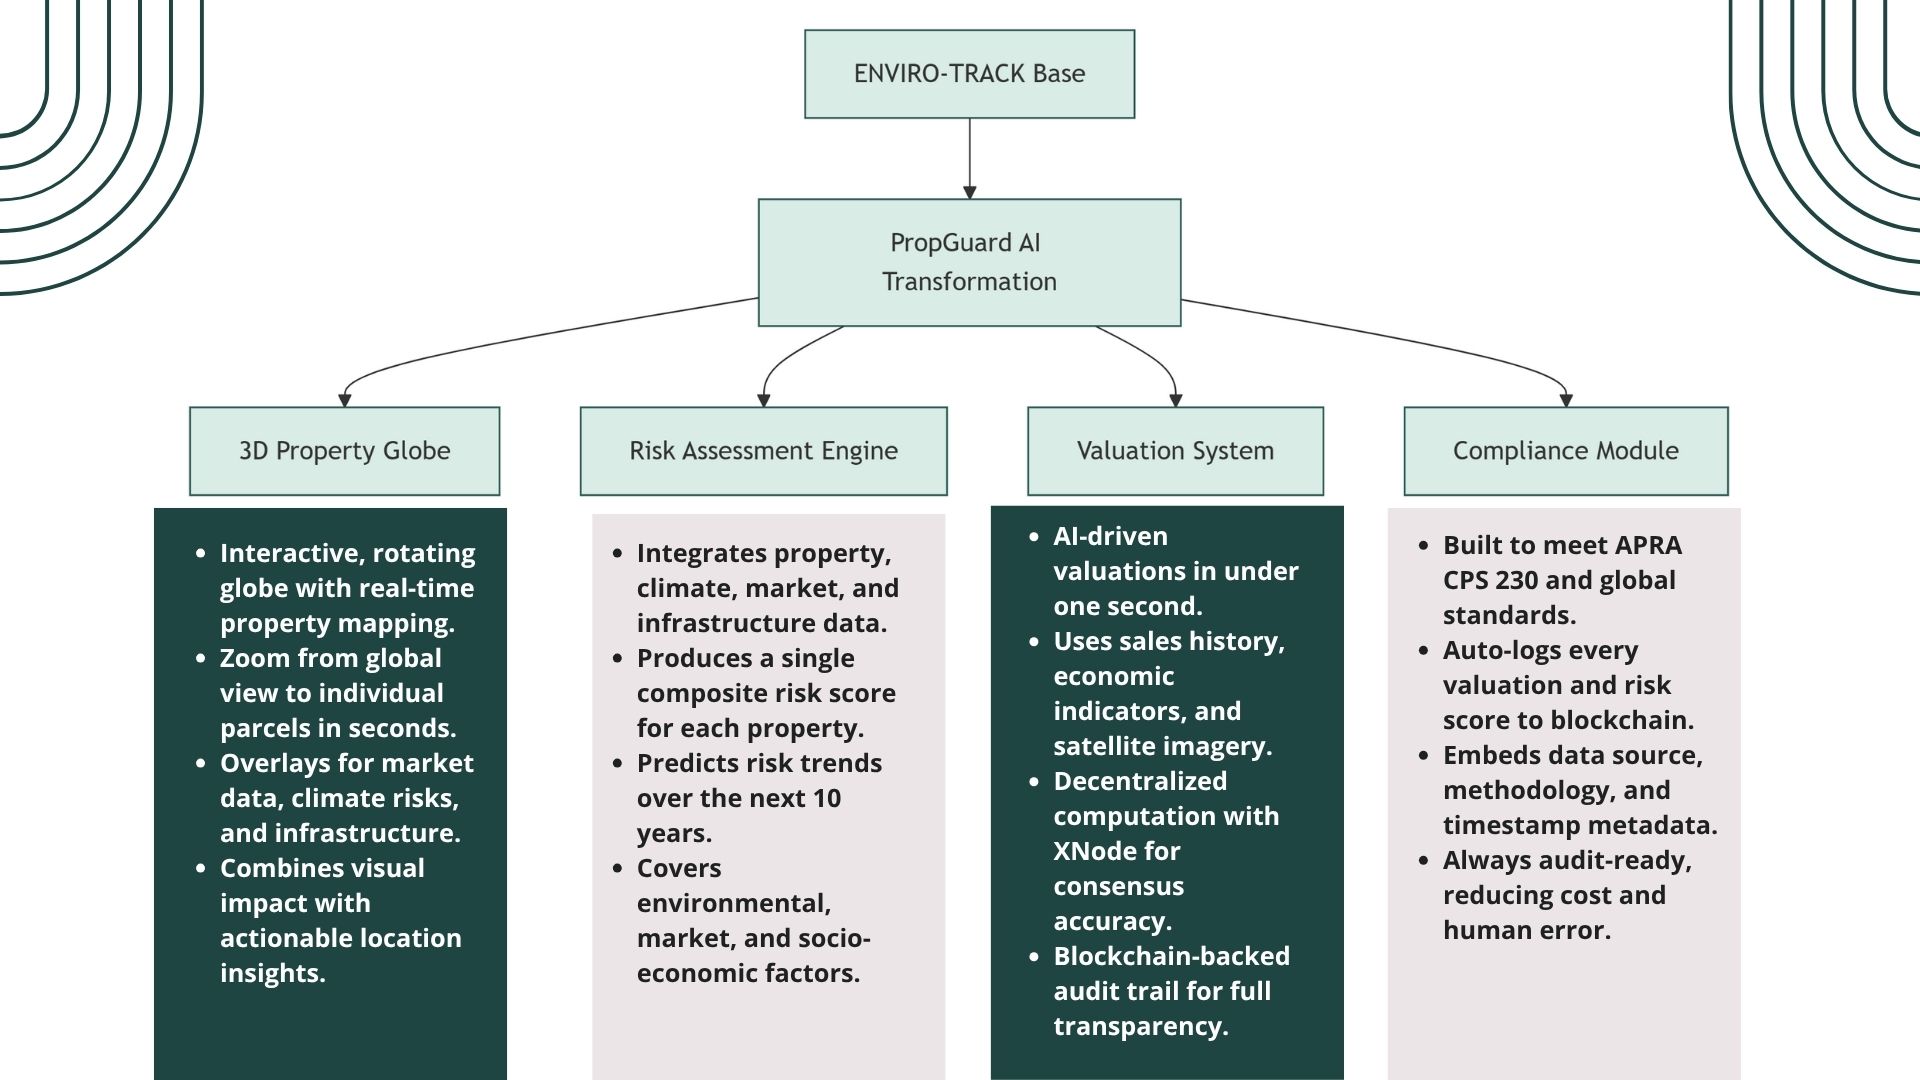 ENVIRO-TRACK Base
PropGuard AI
Transformation
3D Property Globe
Risk Assessment Engine
Valuation System
Compliance Module
• Interactive, rotating
globe with real-time
property mapping.
• Zoom from global
view to individual
parcels in seconds.
• Overlays for market
data, climate risks,
and infrastructure.
• Combines visual
impact with
actionable location
insights.
• Integrates property,
climate, market, and
infrastructure data.
• Produces a single
composite risk score
for each property.
• Predicts risk trends
over the next 10
years.
• Covers
environmental,
market, and socio-
economic factors.
• AI-driven
valuations in under
one second.
• Uses sales history,
economic
indicators, and
satellite imagery.
• Decentralized
computation with
XNode for
consensus
accuracy.
• Blockchain-backed
audit trail for full
transparency.
• Built to meet APRA
CPS 230 and global
standards.
• Auto-logs every
valuation and risk
score to blockchain.
• Embeds data source,
methodology, and
timestamp metadata.
• Always audit-ready,
reducing cost and
human error.